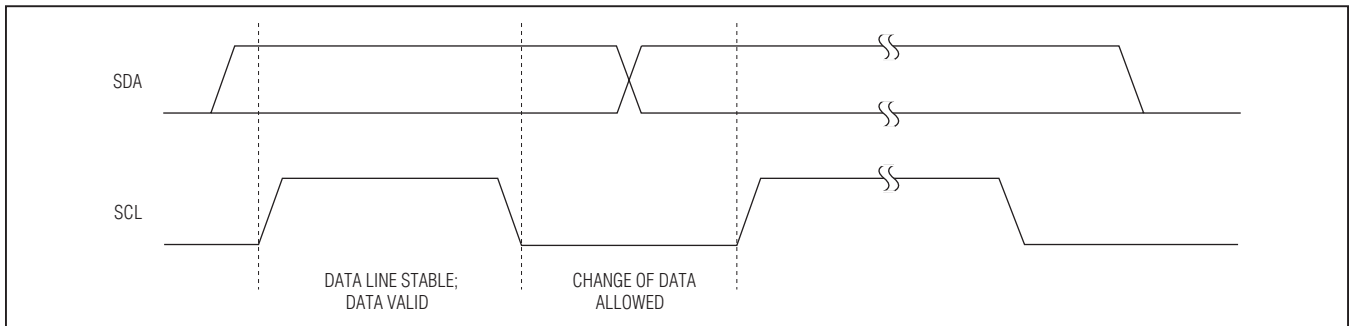 SDA
SCL
DATA LINE STABLE;
DATA VALID
CHANGE OF DATA
ALLOWED